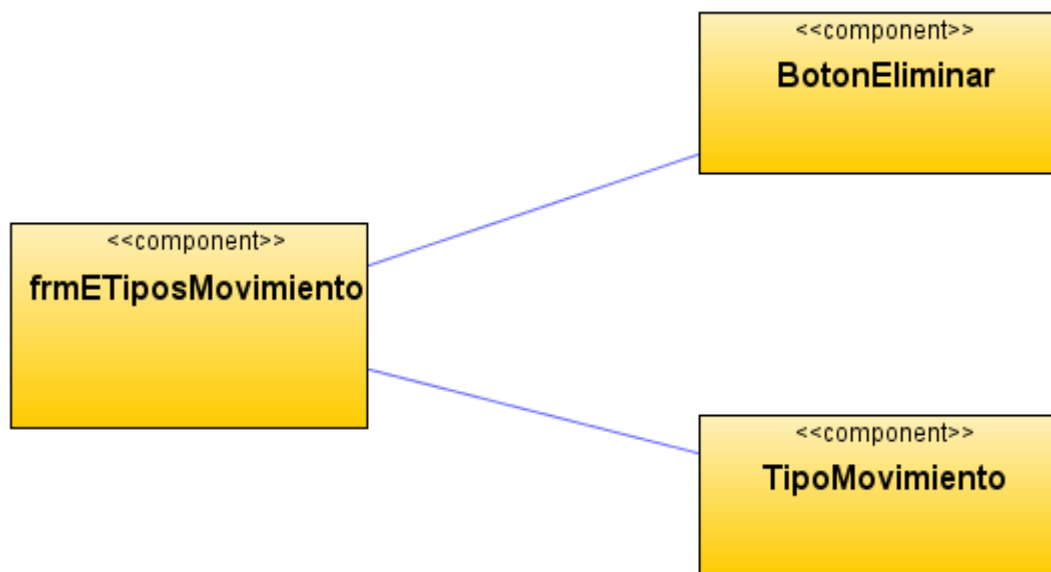 <<component>>
BotonEliminar
<<component>>
frmETiposMovimiento
<<component>>
TipoMovimiento